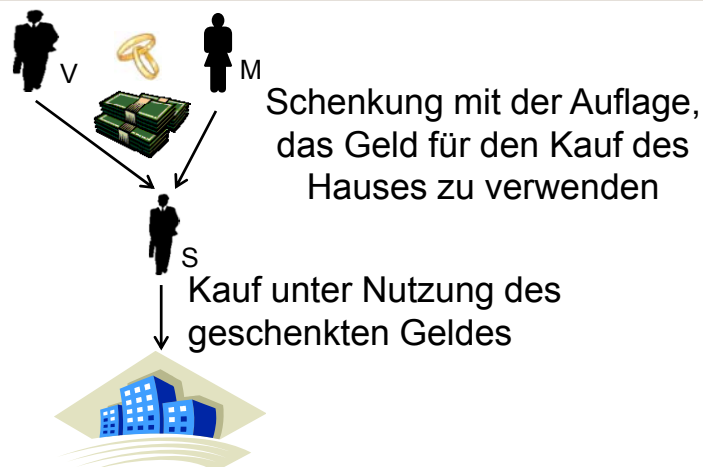 V
M
Schenkung mit der Auflage,
das Geld für den Kauf des
Hauses zu verwenden
S
Kauf unter Nutzung des
geschenkten Geldes